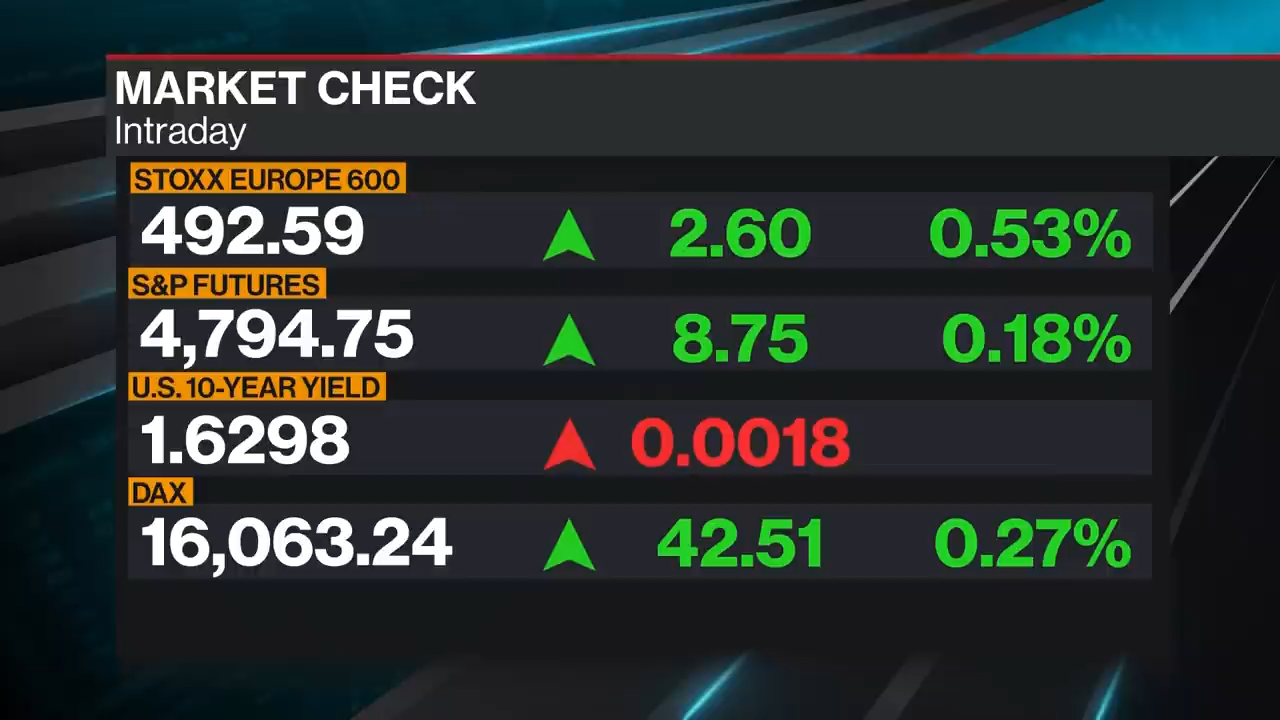 MARKET CHECK
Intraday
STOXX EUROPE 600
492.59 2.60 0.53%
S&P FUTURES
4,794.75 8.75 0.18%
U.S. 10-YEAR YIELD
1.6298 0.0018
DAX
16,063.24 42.51 0.27%